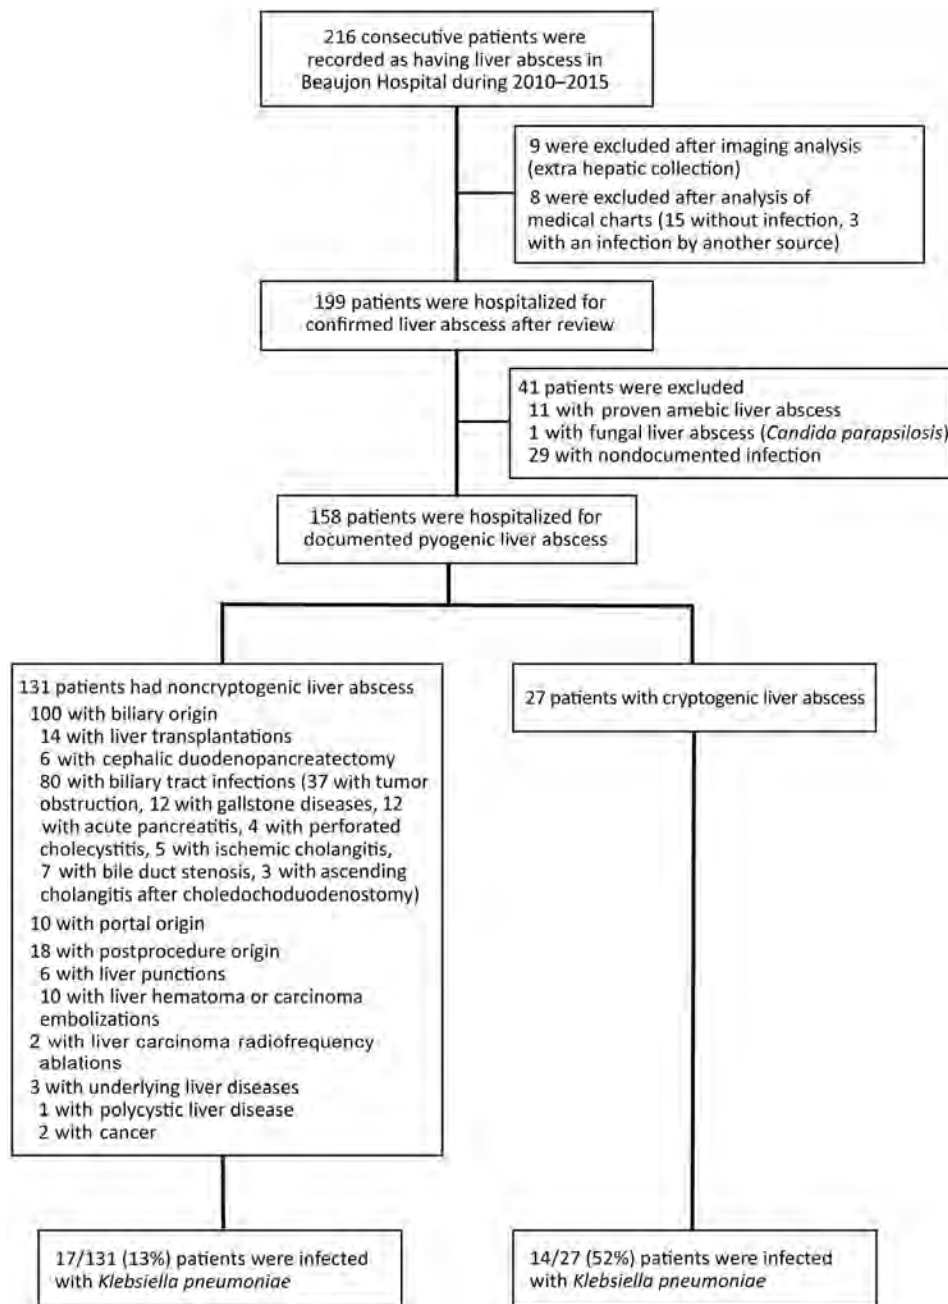 216 consecutive patients were
recorded as having liver abscess in
Beaujon Hospital during 2010–2015
9 were excluded after imaging analysis
(extra hepatic collection)
8 were excluded after analysis of
medical charts (15 without infection, 3
with an infection by another source)
199 patients were hospitalized for
confirmed liver abscess after review
41 patients were excluded
11 with proven amebic liver abscess
1 with fungal liver abscess (Candida parapsilosis)
29 with nondocumented infection
158 patients were hospitalized for
documented pyogenic liver abscess
131 patients had noncryptogenic liver abscess
100 with biliary origin
14 with liver transplantations
6 with cephalic duodenopancreatectomy
80 with biliary tract infections (37 with tumor
obstruction, 12 with gallstone diseases, 12
with acute pancreatitis, 4 with perforated
cholecystitis, 5 with ischemic cholangitis,
7 with bile duct stenosis, 3 with ascending
cholangitis after choledochoduodenostomy)
10 with portal origin
18 with postprocedure origin
6 with liver punctions
10 with liver hematoma or carcinoma
embolizations
2 with liver carcinoma radiofrequency
ablations
3 with underlying liver diseases
1 with polycystic liver disease
2 with cancer
27 patients with cryptogenic liver abscess
17/131 (13%) patients were infected
with Klebsiella pneumoniae
14/27 (52%) patients were infected
with Klebsiella pneumoniae